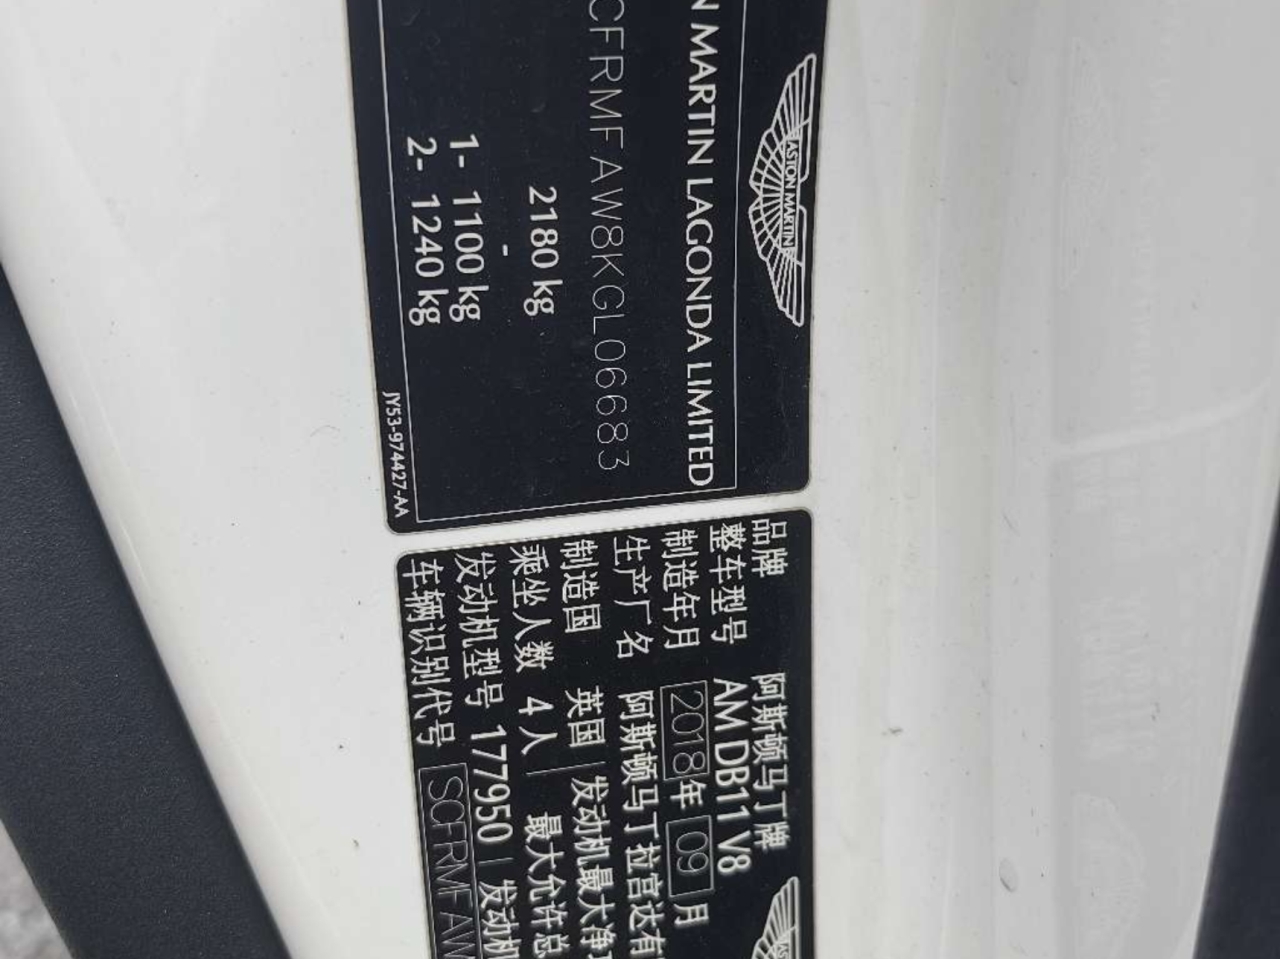 ASTON MARTIN
N MARTIN LAGONDA LIMITED
CFRMFAW8KGL06683
2180 kg
-
1- 1100 kg
2- 1240 kg
JY53-974427-AA
品牌 阿斯顿马丁牌
整车型号 AM DB11 V8
制造年月 2018年 09月
生产厂名 阿斯顿马丁拉宫达有
制造国 英国 发动机最大净
乘坐人数 4人 最大允许总
发动机型号 177950 发动机
车辆识别代号 SCFRMFAW